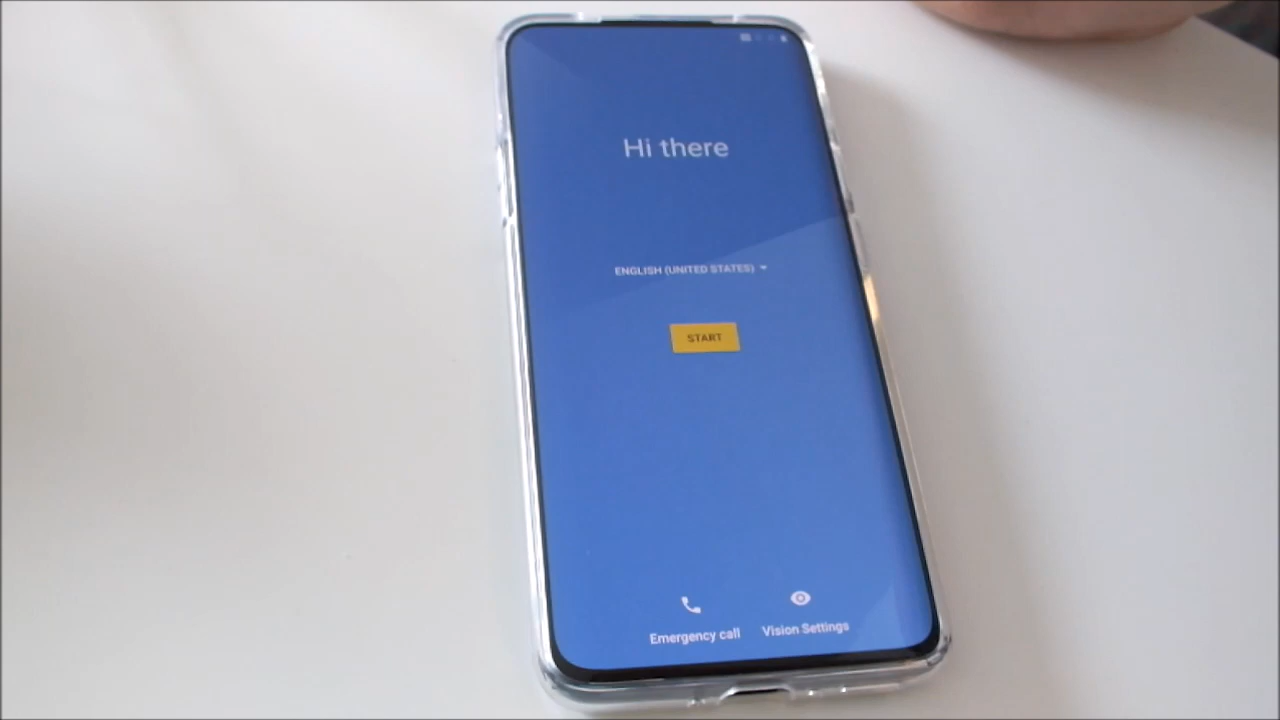 Hi there
ENGLISH (UNITED STATES)
START
Emergency call
Vision Settings